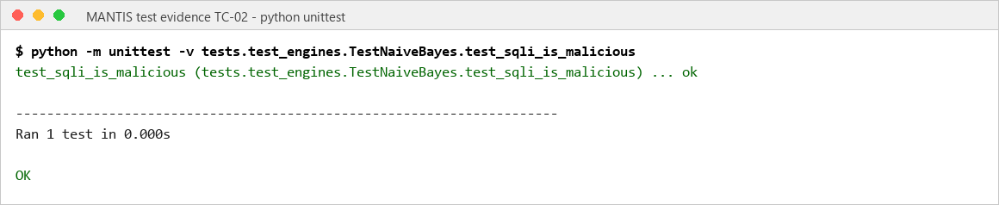 MANTIS test evidence TC-02 - python unittest
$ python -m unittest -v tests.test_engines.TestNaiveBayes.test_sqli_is_malicious
test_sqli_is_malicious (tests.test_engines.TestNaiveBayes.test_sqli_is_malicious) ... ok
----------------------------------------------------------------------
Ran 1 test in 0.000s
OK